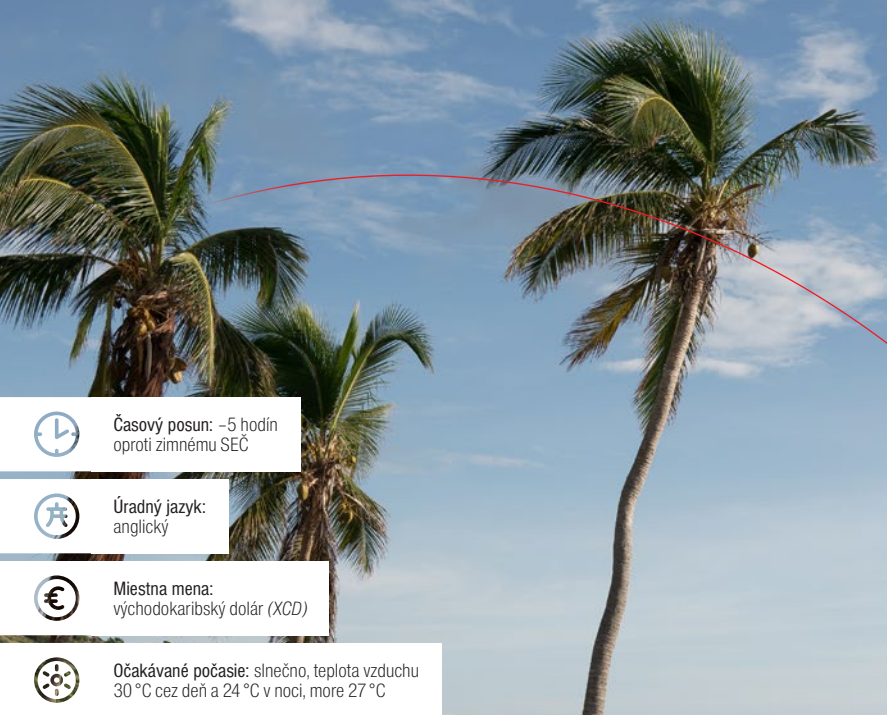 Časový posun: –5 hodín
oproti zimnému SEČ
Úradný jazyk:
anglický
Miestna mena:
východokaribský dolár (XCD)
Očakávané počasie: slnečno, teplota vzduchu
30 °C cez deň a 24 °C v noci, more 27 °C